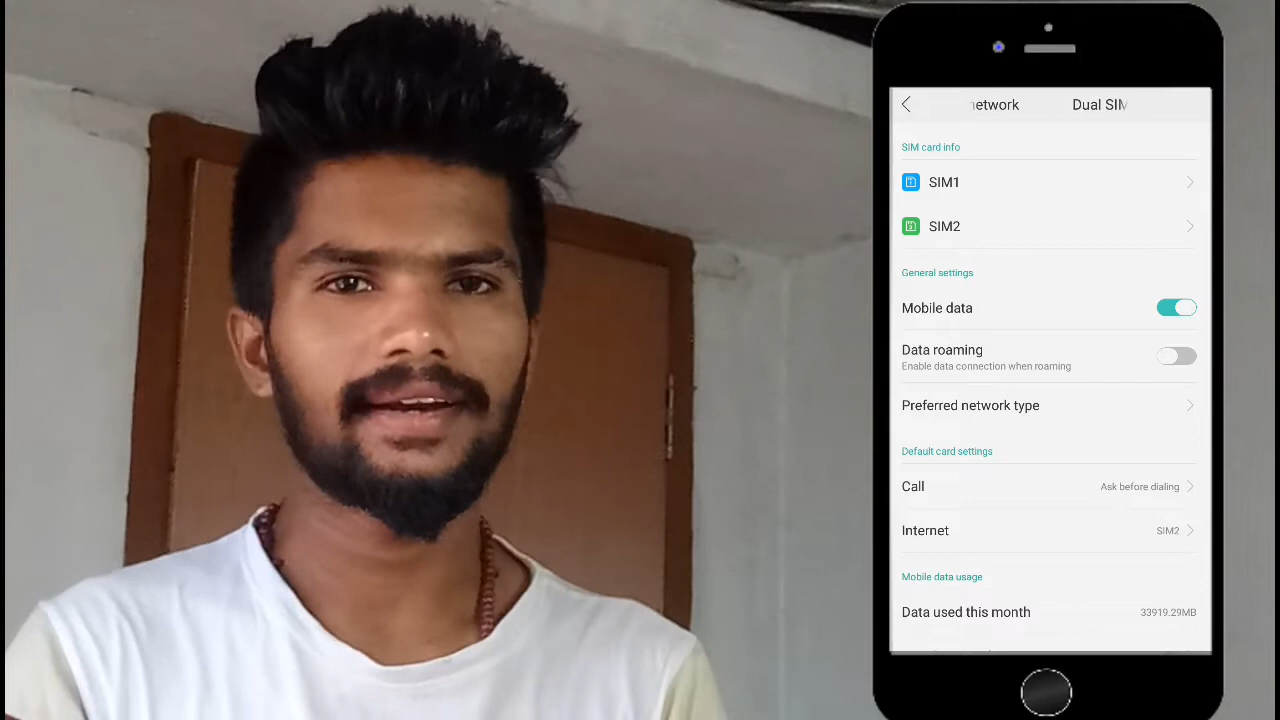 network Dual SIM
SIM card info
SIM1
SIM2
General settings
Mobile data
Data roaming
Enable data connection when roaming
Preferred network type
Default card settings
Call Ask before dialing
Internet SIM2
Mobile data usage
Data used this month 33919.29MB